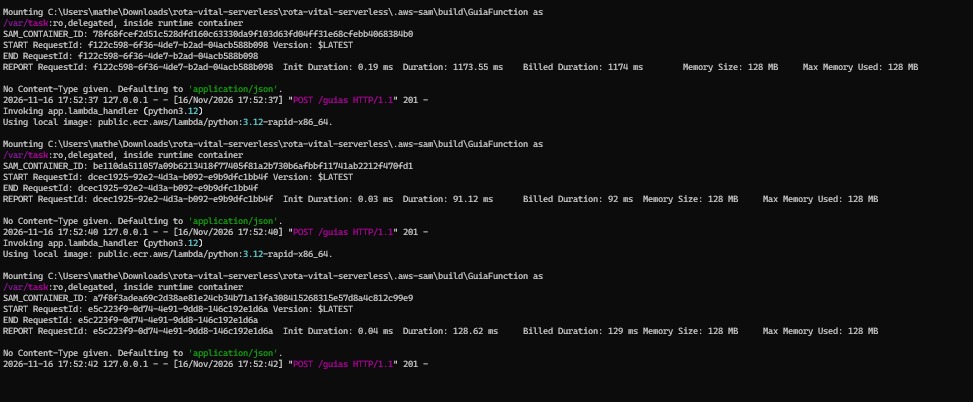 Mounting C:\Users\mathe\Downloads\rota-vital-serverless\rota-vital-serverless\.aws-sam\build\GuiaFunction as
/var/task:ro,delegated, inside runtime container
SAM_CONTAINER_ID: 78f68fcef2d51c528dfd160c63330da9f103d63fd04ff31e68cfebb4068384b0
START RequestId: f122c598-6f36-4de7-b2ad-04acb588b098 Version: $LATEST
END RequestId: f122c598-6f36-4de7-b2ad-04acb588b098
REPORT RequestId: f122c598-6f36-4de7-b2ad-04acb588b098 Init Duration: 0.19 ms Duration: 1173.55 ms Billed Duration: 1174 ms Memory Size: 128 MB Max Memory Used: 128 MB
No Content-Type given. Defaulting to 'application/json'.
2026-11-16 17:52:37 127.0.0.1 - - [16/Nov/2026 17:52:37] "POST /guias HTTP/1.1" 201 -
Invoking app.lambda_handler (python3.12)
Using local image: public.ecr.aws/lambda/python:3.12-rapid-x86_64.
Mounting C:\Users\mathe\Downloads\rota-vital-serverless\rota-vital-serverless\.aws-sam\build\GuiaFunction as
/var/task:ro,delegated, inside runtime container
SAM_CONTAINER_ID: be110da511057a09b6213418f77405f81a2b730b6afbbf11741ab2212f470fd1
START RequestId: dcec1925-92e2-4d3a-b092-e9b9dfc1bb4f Version: $LATEST
END RequestId: dcec1925-92e2-4d3a-b092-e9b9dfc1bb4f
REPORT RequestId: dcec1925-92e2-4d3a-b092-e9b9dfc1bb4f Init Duration: 0.03 ms Duration: 91.12 ms Billed Duration: 92 ms Memory Size: 128 MB Max Memory Used: 128 MB
No Content-Type given. Defaulting to 'application/json'.
2026-11-16 17:52:40 127.0.0.1 - - [16/Nov/2026 17:52:40] "POST /guias HTTP/1.1" 201 -
Invoking app.lambda_handler (python3.12)
Using local image: public.ecr.aws/lambda/python:3.12-rapid-x86_64.
Mounting C:\Users\mathe\Downloads\rota-vital-serverless\rota-vital-serverless\.aws-sam\build\GuiaFunction as
/var/task:ro,delegated, inside runtime container
SAM_CONTAINER_ID: a7f8f3adea69c2d38ae81e24cb34b71a13fa308415268315e57d8a4c812c99e9
START RequestId: e5c223f9-0d74-4e91-9dd8-146c192e1d6a Version: $LATEST
END RequestId: e5c223f9-0d74-4e91-9dd8-146c192e1d6a
REPORT RequestId: e5c223f9-0d74-4e91-9dd8-146c192e1d6a Init Duration: 0.04 ms Duration: 128.62 ms Billed Duration: 129 ms Memory Size: 128 MB Max Memory Used: 128 MB
No Content-Type given. Defaulting to 'application/json'.
2026-11-16 17:52:42 127.0.0.1 - - [16/Nov/2026 17:52:42] "POST /guias HTTP/1.1" 201 -